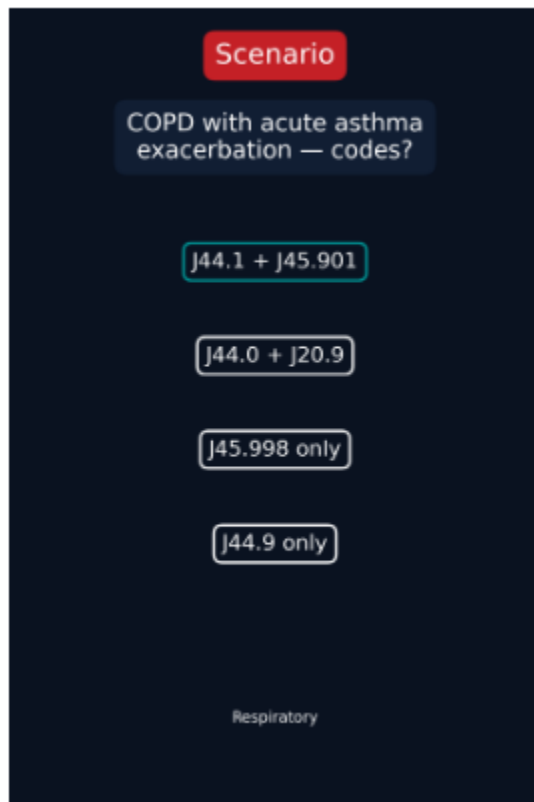 Scenario
COPD with acute asthma
exacerbation — codes?
J44.1 + J45.901
J44.0 + J20.9
J45.998 only
J44.9 only
Respiratory